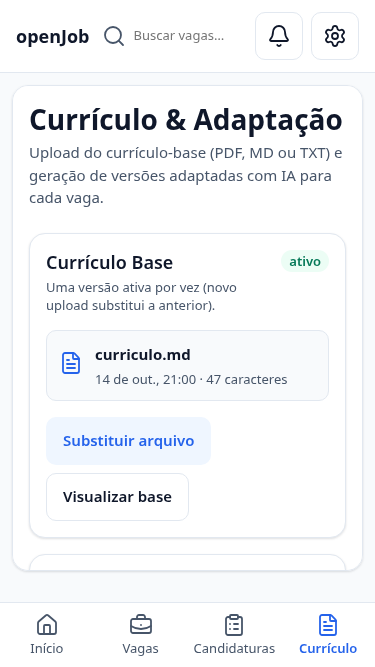 openJob
Buscar vagas...
Currículo & Adaptação
Upload do currículo-base (PDF, MD ou TXT) e
geração de versões adaptadas com IA para
cada vaga.
Currículo Base
ativo
Uma versão ativa por vez (novo
upload substitui a anterior).
curriculo.md
14 de out., 21:00 · 47 caracteres
Substituir arquivo
Visualizar base
Início
Vagas
Candidaturas
Currículo